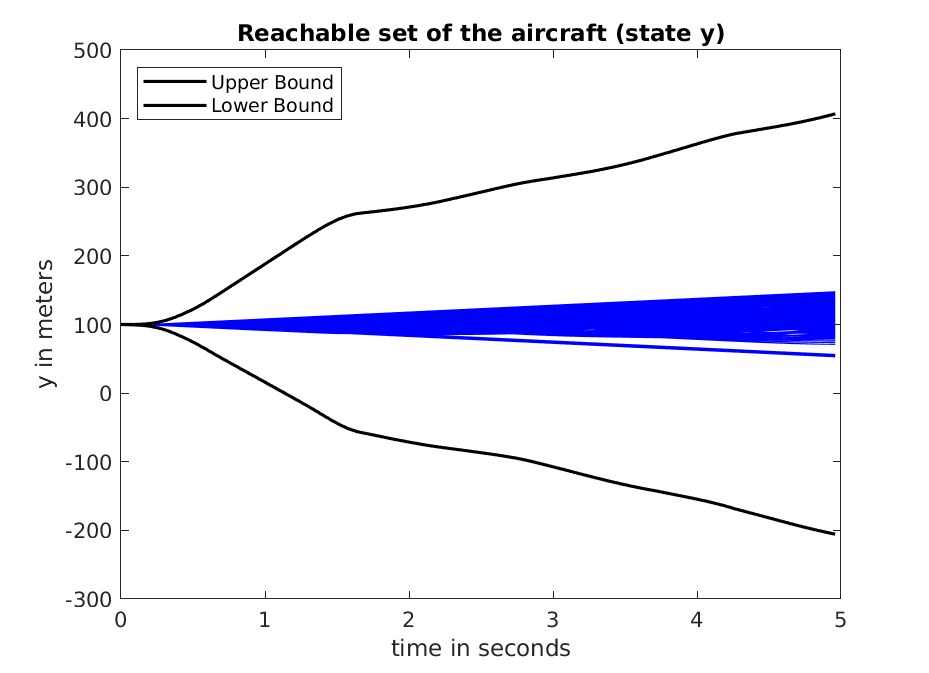 Reachable set of the aircraft (state y)
500
400
300
200
100
0
-100
-200
-300
y in meters
Upper Bound
Lower Bound
0 1 2 3 4 5
time in seconds